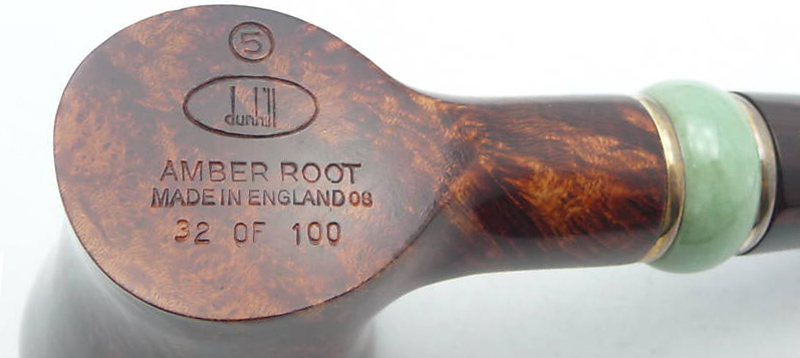 5
dunhill
AMBER ROOT
MADE IN ENGLAND 08
32 OF 100